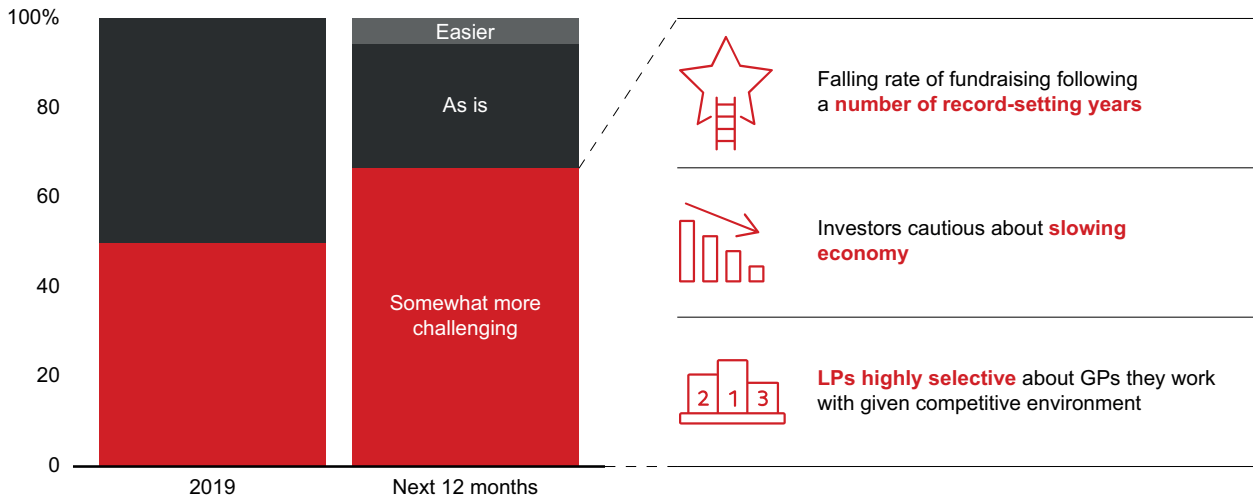 100%
80
60
40
20
0
Easier
As is
Somewhat more
challenging
2019
Next 12 months
Falling rate of fundraising following
a number of record-setting years
Investors cautious about slowing
economy
2 1 3
LPs highly selective about GPs they work
with given competitive environment